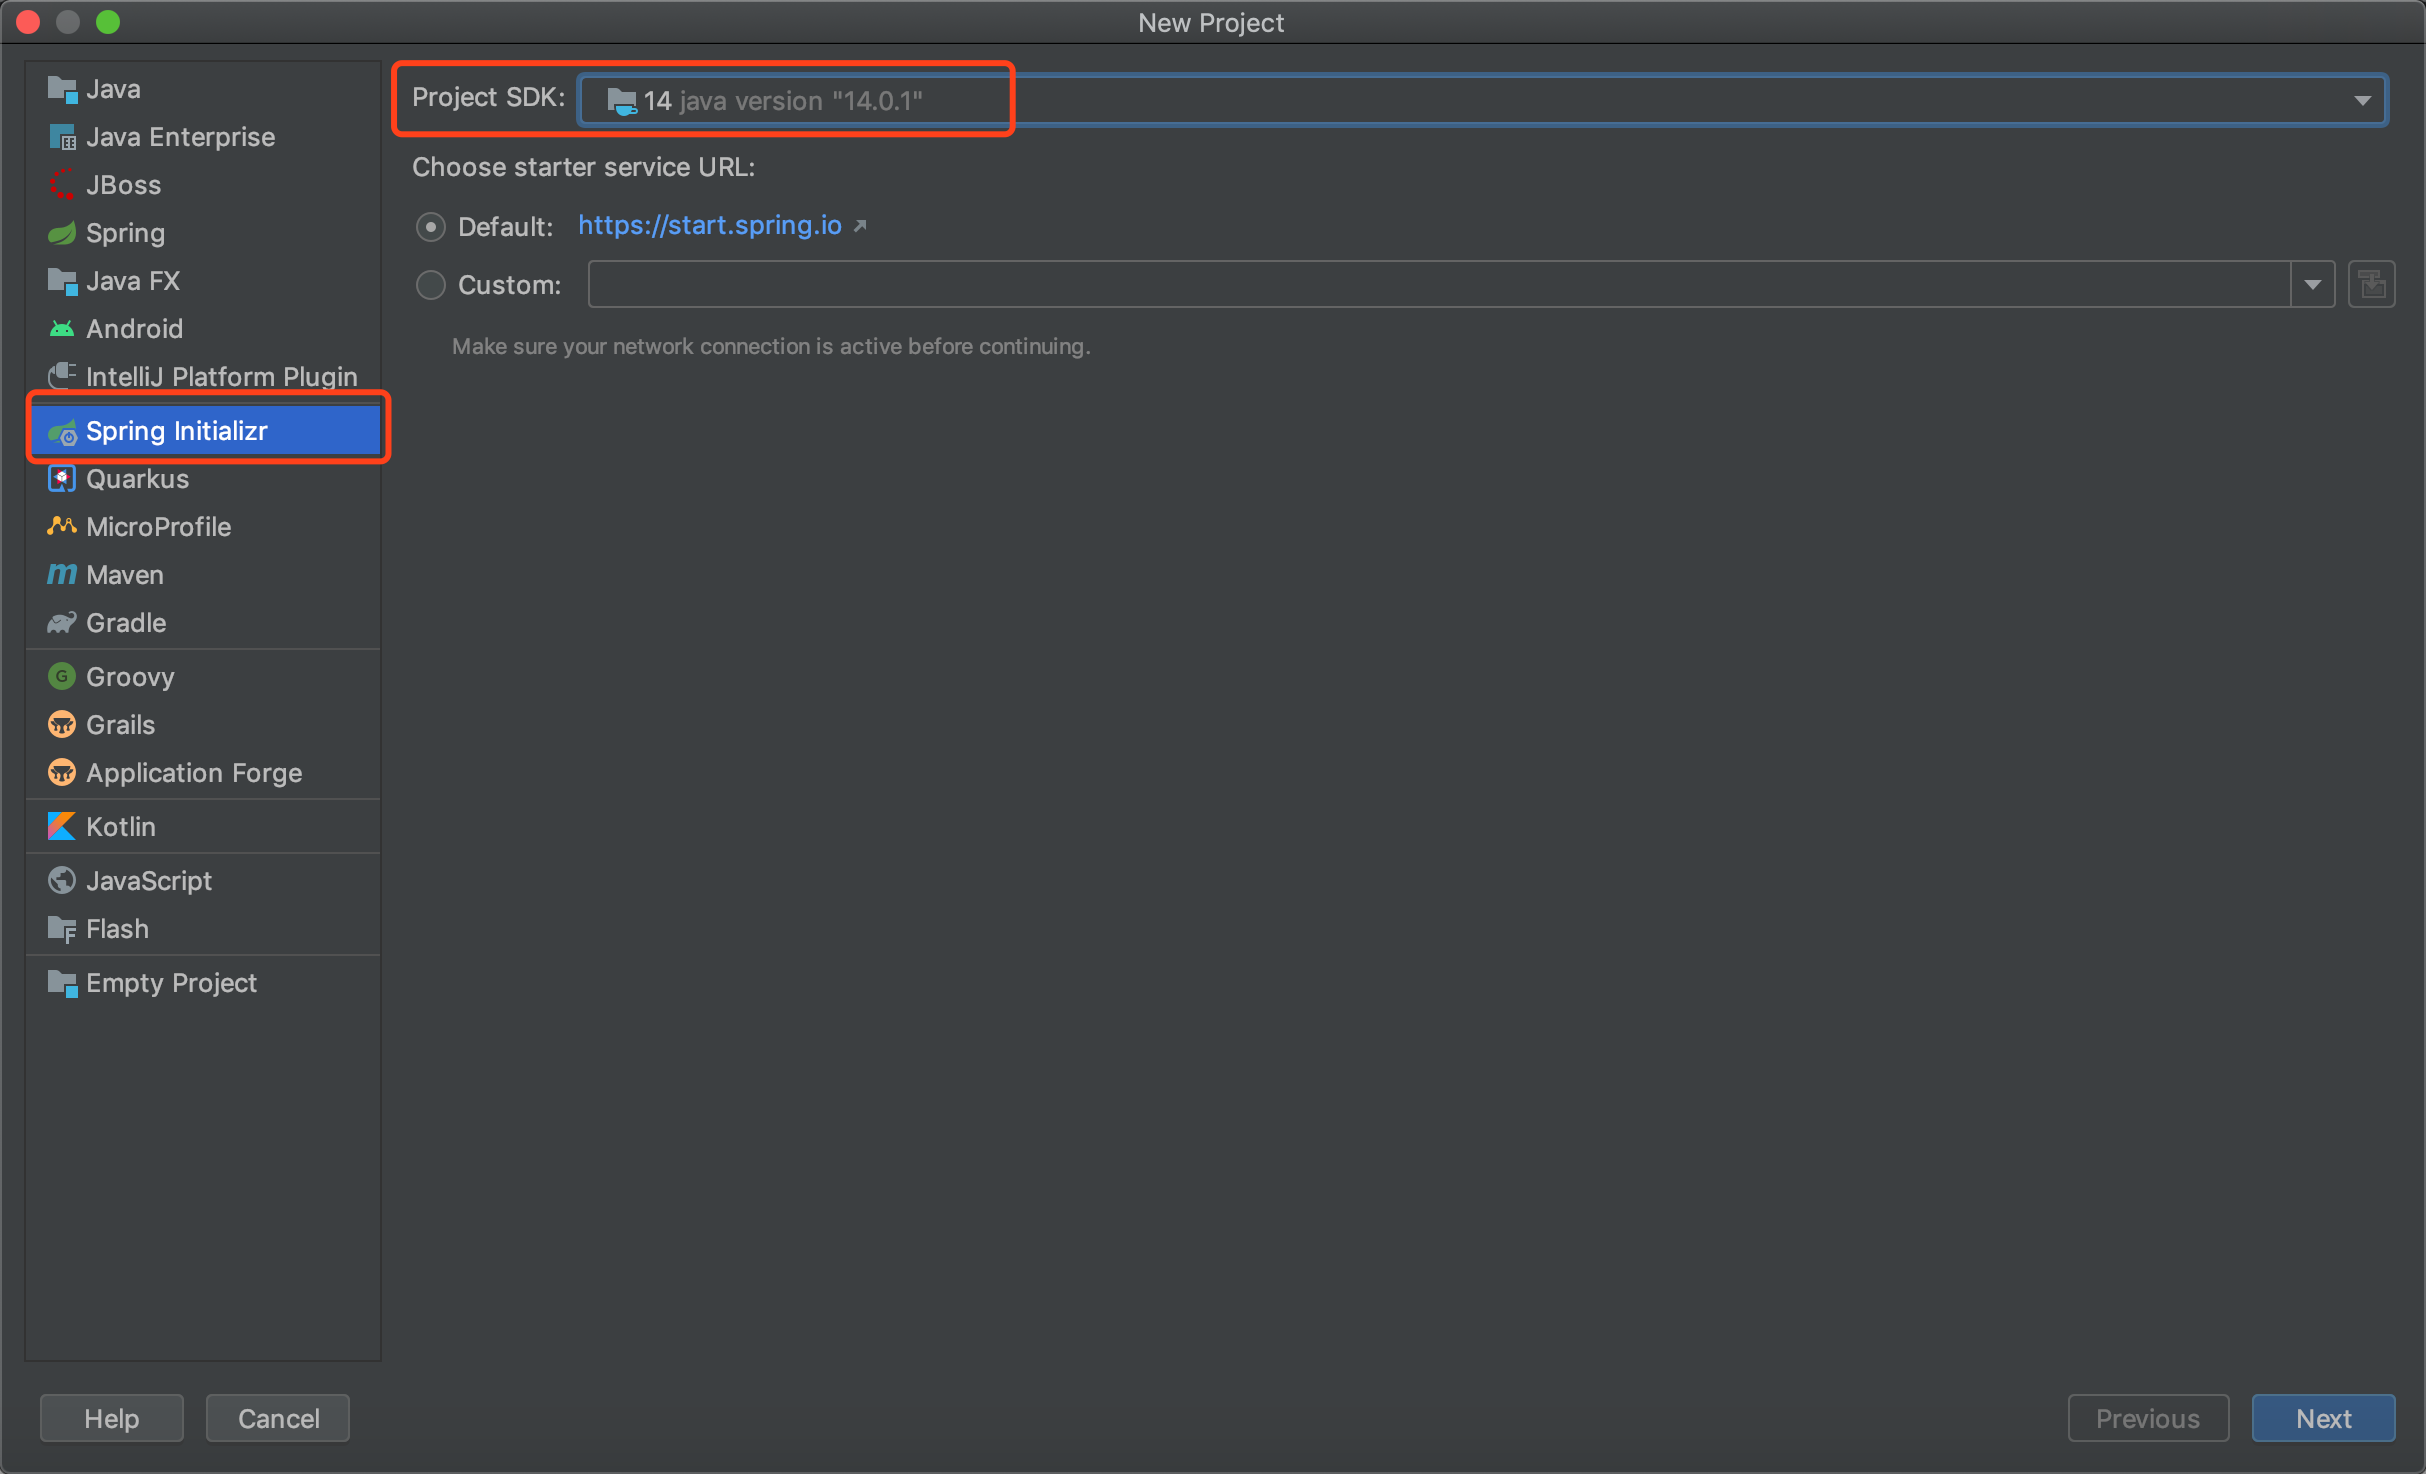 New Project
Java
Java Enterprise
JBoss
Spring
Java FX
Android
IntelliJ Platform Plugin
Spring Initializr
Quarkus
MicroProfile
Maven
Gradle
Groovy
Grails
Application Forge
Kotlin
JavaScript
Flash
Empty Project
Project SDK: 14 java version "14.0.1"
Choose starter service URL:
Default: https://start.spring.io
Custom:
Make sure your network connection is active before continuing.
Help
Cancel
Previous
Next